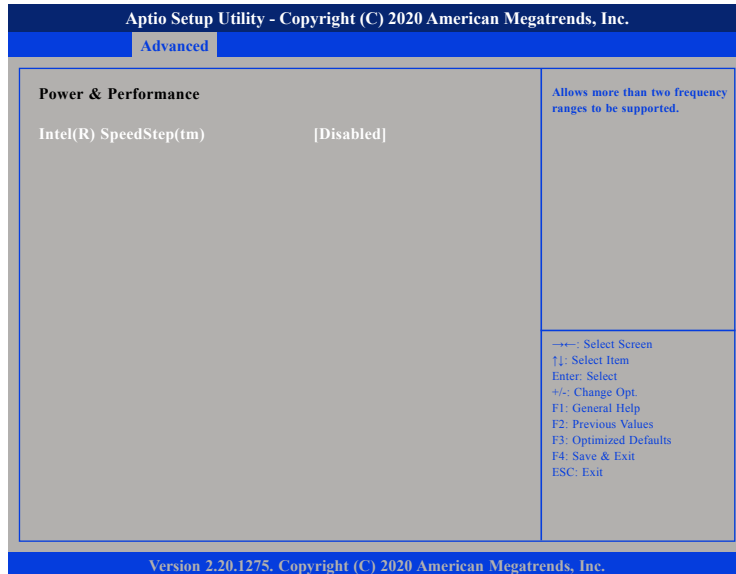 Aptio Setup Utility - Copyright (C) 2020 American Megatrends, Inc.
Advanced
Power & Performance
Intel(R) SpeedStep(tm) [Disabled]
Allows more than two frequency
ranges to be supported.
→←: Select Screen
↑↓: Select Item
Enter: Select
+/-: Change Opt.
F1: General Help
F2: Previous Values
F3: Optimized Defaults
F4: Save & Exit
ESC: Exit
Version 2.20.1275. Copyright (C) 2020 American Megatrends, Inc.